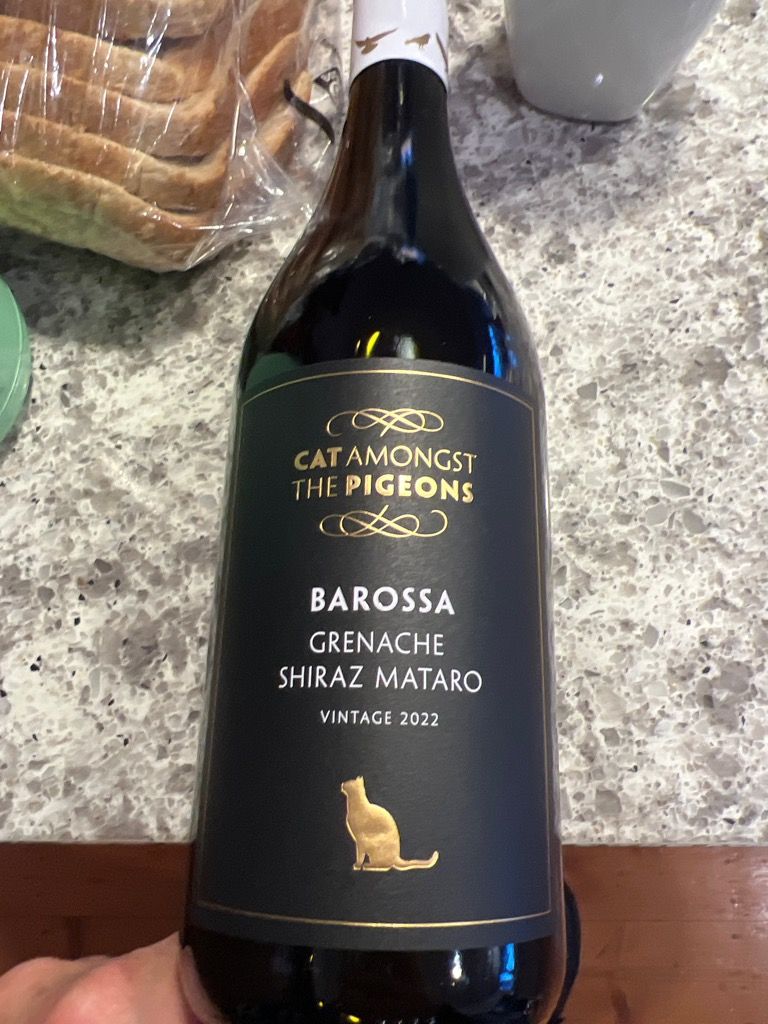 CAT AMONGST
THE PIGEONS
BAROSSA
GRENACHE
SHIRAZ MATARO
VINTAGE 2022